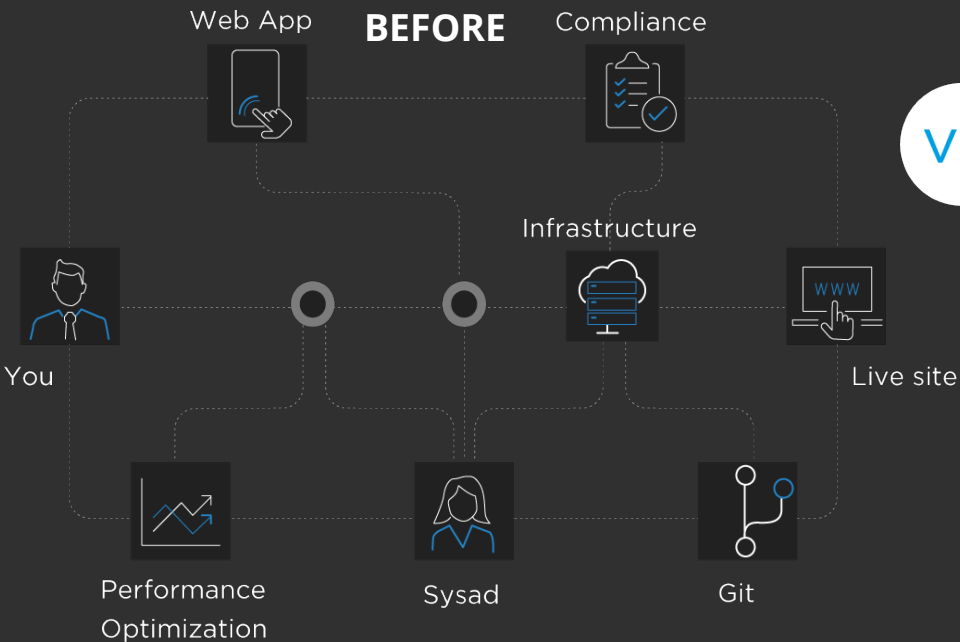 Web App
BEFORE
Compliance
V
Infrastructure
WWW
You
Live site
Performance
Optimization
Sysad
Git